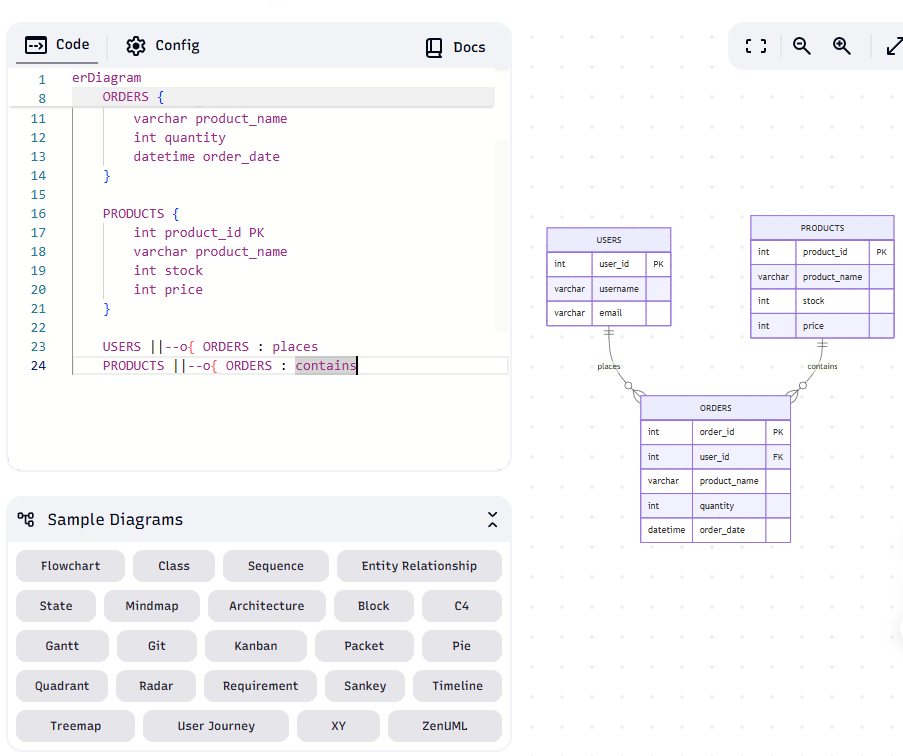 Code
Config
Docs
1 erDiagram
8 ORDERS {
11 varchar product_name
12 int quantity
13 datetime order_date
14 }
15
16 PRODUCTS {
17 int product_id PK
18 varchar product_name
19 int stock
20 int price
21 }
22
23 USERS ||--o{ ORDERS : places
24 PRODUCTS ||--o{ ORDERS : contains
Sample Diagrams
Flowchart Class Sequence Entity Relationship
State Mindmap Architecture Block C4
Gantt Git Kanban Packet Pie
Quadrant Radar Requirement Sankey Timeline
Treemap User Journey XY ZenUML
USERS
int user_id PK
varchar username
varchar email
PRODUCTS
int product_id PK
varchar product_name
int stock
int price
places
contains
ORDERS
int order_id PK
int user_id FK
varchar product_name
int quantity
datetime order_date